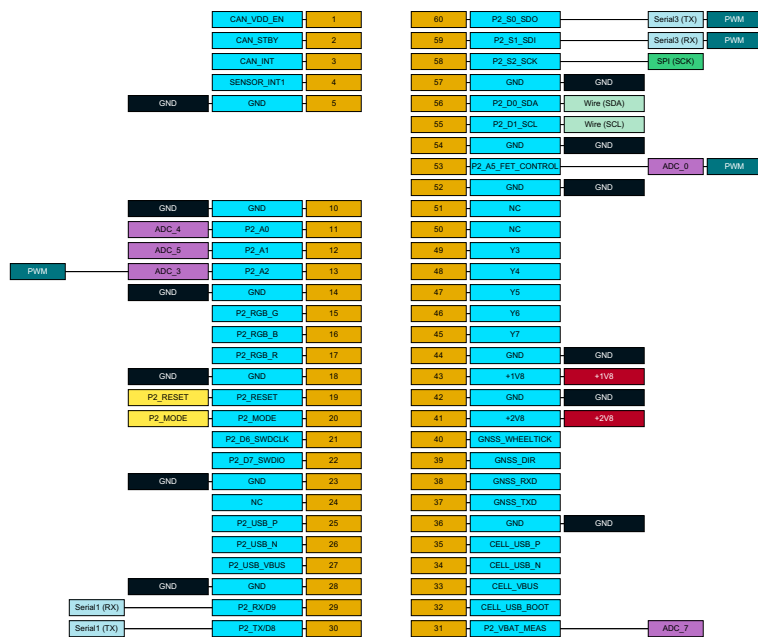 CAN_VDD_EN 1 60 P2_S0_SDO Serial3 (TX) PWM
CAN_STBY 2 59 P2_S1_SDI Serial3 (RX) PWM
CAN_INT 3 58 P2_S2_SCK SPI (SCK)
SENSOR_INT1 4 57 GND GND
GND GND 5 56 P2_D0_SDA Wire (SDA)
55 P2_D1_SCL Wire (SCL)
54 GND GND
53 P2_A5_FET_CONTROL ADC_0 PWM
52 GND GND
GND GND 10 51 NC
ADC_4 P2_A0 11 50 NC
ADC_5 P2_A1 12 49 Y3
PWM ADC_3 P2_A2 13 48 Y4
GND GND 14 47 Y5
P2_RGB_G 15 46 Y6
P2_RGB_B 16 45 Y7
P2_RGB_R 17 44 GND GND
GND GND 18 43 +1V8 +1V8
P2_RESET P2_RESET 19 42 GND GND
P2_MODE P2_MODE 20 41 +2V8 +2V8
P2_D6_SWDCLK 21 40 GNSS_WHEELTICK
P2_D7_SWDIO 22 39 GNSS_DIR
GND GND 23 38 GNSS_RXD
NC 24 37 GNSS_TXD
P2_USB_P 25 36 GND GND
P2_USB_N 26 35 CELL_USB_P
P2_USB_VBUS 27 34 CELL_USB_N
GND GND 28 33 CELL_VBUS
Serial1 (RX) P2_RX/D9 29 32 CELL_USB_BOOT
Serial1 (TX) P2_TX/D8 30 31 P2_VBAT_MEAS ADC_7